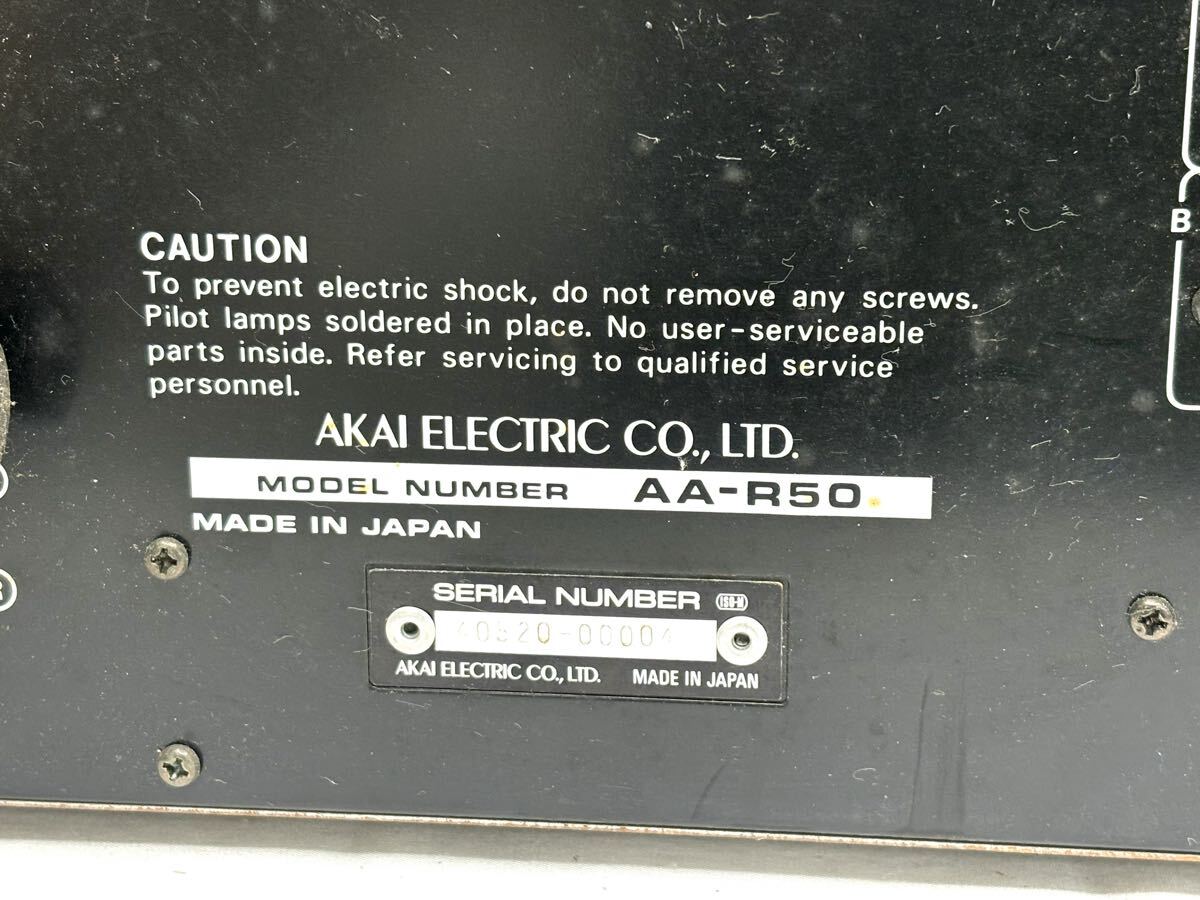 CAUTION
To prevent electric shock, do not remove any screws.
Pilot lamps soldered in place. No user-serviceable
parts inside. Refer servicing to qualified service
personnel.
AKAI ELECTRIC CO., LTD.
MODEL NUMBER AA-R50
MADE IN JAPAN
SERIAL NUMBER
40520-00004
AKAI ELECTRIC CO., LTD. MADE IN JAPAN
B